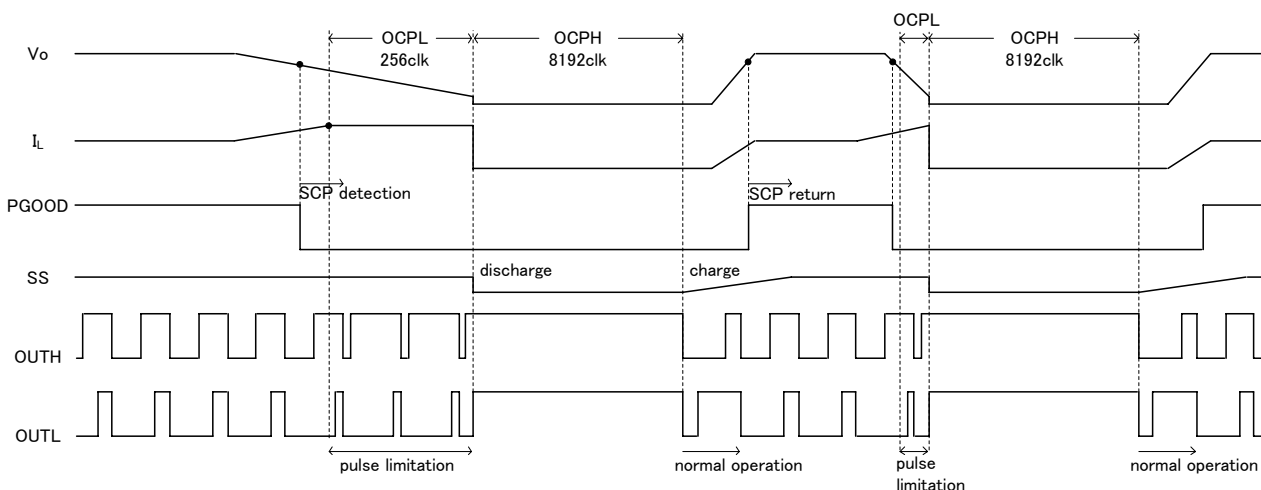 OCPL
OCPL
OCPH
OCPH
Vo
256clk
8192clk
8192clk
IL
SCP detection
SCP return
PGOOD
SS
discharge
charge
OUTH
OUTL
pulse limitation
normal operation
pulse
limitation
normal operation